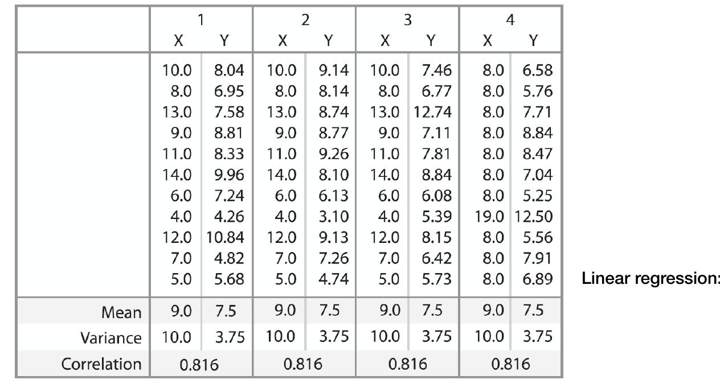 1 2 3 4
X Y X Y X Y X Y
10.0 8.04 10.0 9.14 10.0 7.46 8.0 6.58
8.0 6.95 8.0 8.14 8.0 6.77 8.0 5.76
13.0 7.58 13.0 8.74 13.0 12.74 8.0 7.71
9.0 8.81 9.0 8.77 9.0 7.11 8.0 8.84
11.0 8.33 11.0 9.26 11.0 7.81 8.0 8.47
14.0 9.96 14.0 8.10 14.0 8.84 8.0 7.04
6.0 7.24 6.0 6.13 6.0 6.08 8.0 5.25
4.0 4.26 4.0 3.10 4.0 5.39 19.0 12.50
12.0 10.84 12.0 9.13 12.0 8.15 8.0 5.56
7.0 4.82 7.0 7.26 7.0 6.42 8.0 7.91
5.0 5.68 5.0 4.74 5.0 5.73 8.0 6.89
Linear regression:
Mean 9.0 7.5 9.0 7.5 9.0 7.5 9.0 7.5
Variance 10.0 3.75 10.0 3.75 10.0 3.75 10.0 3.75
Correlation 0.816 0.816 0.816 0.816